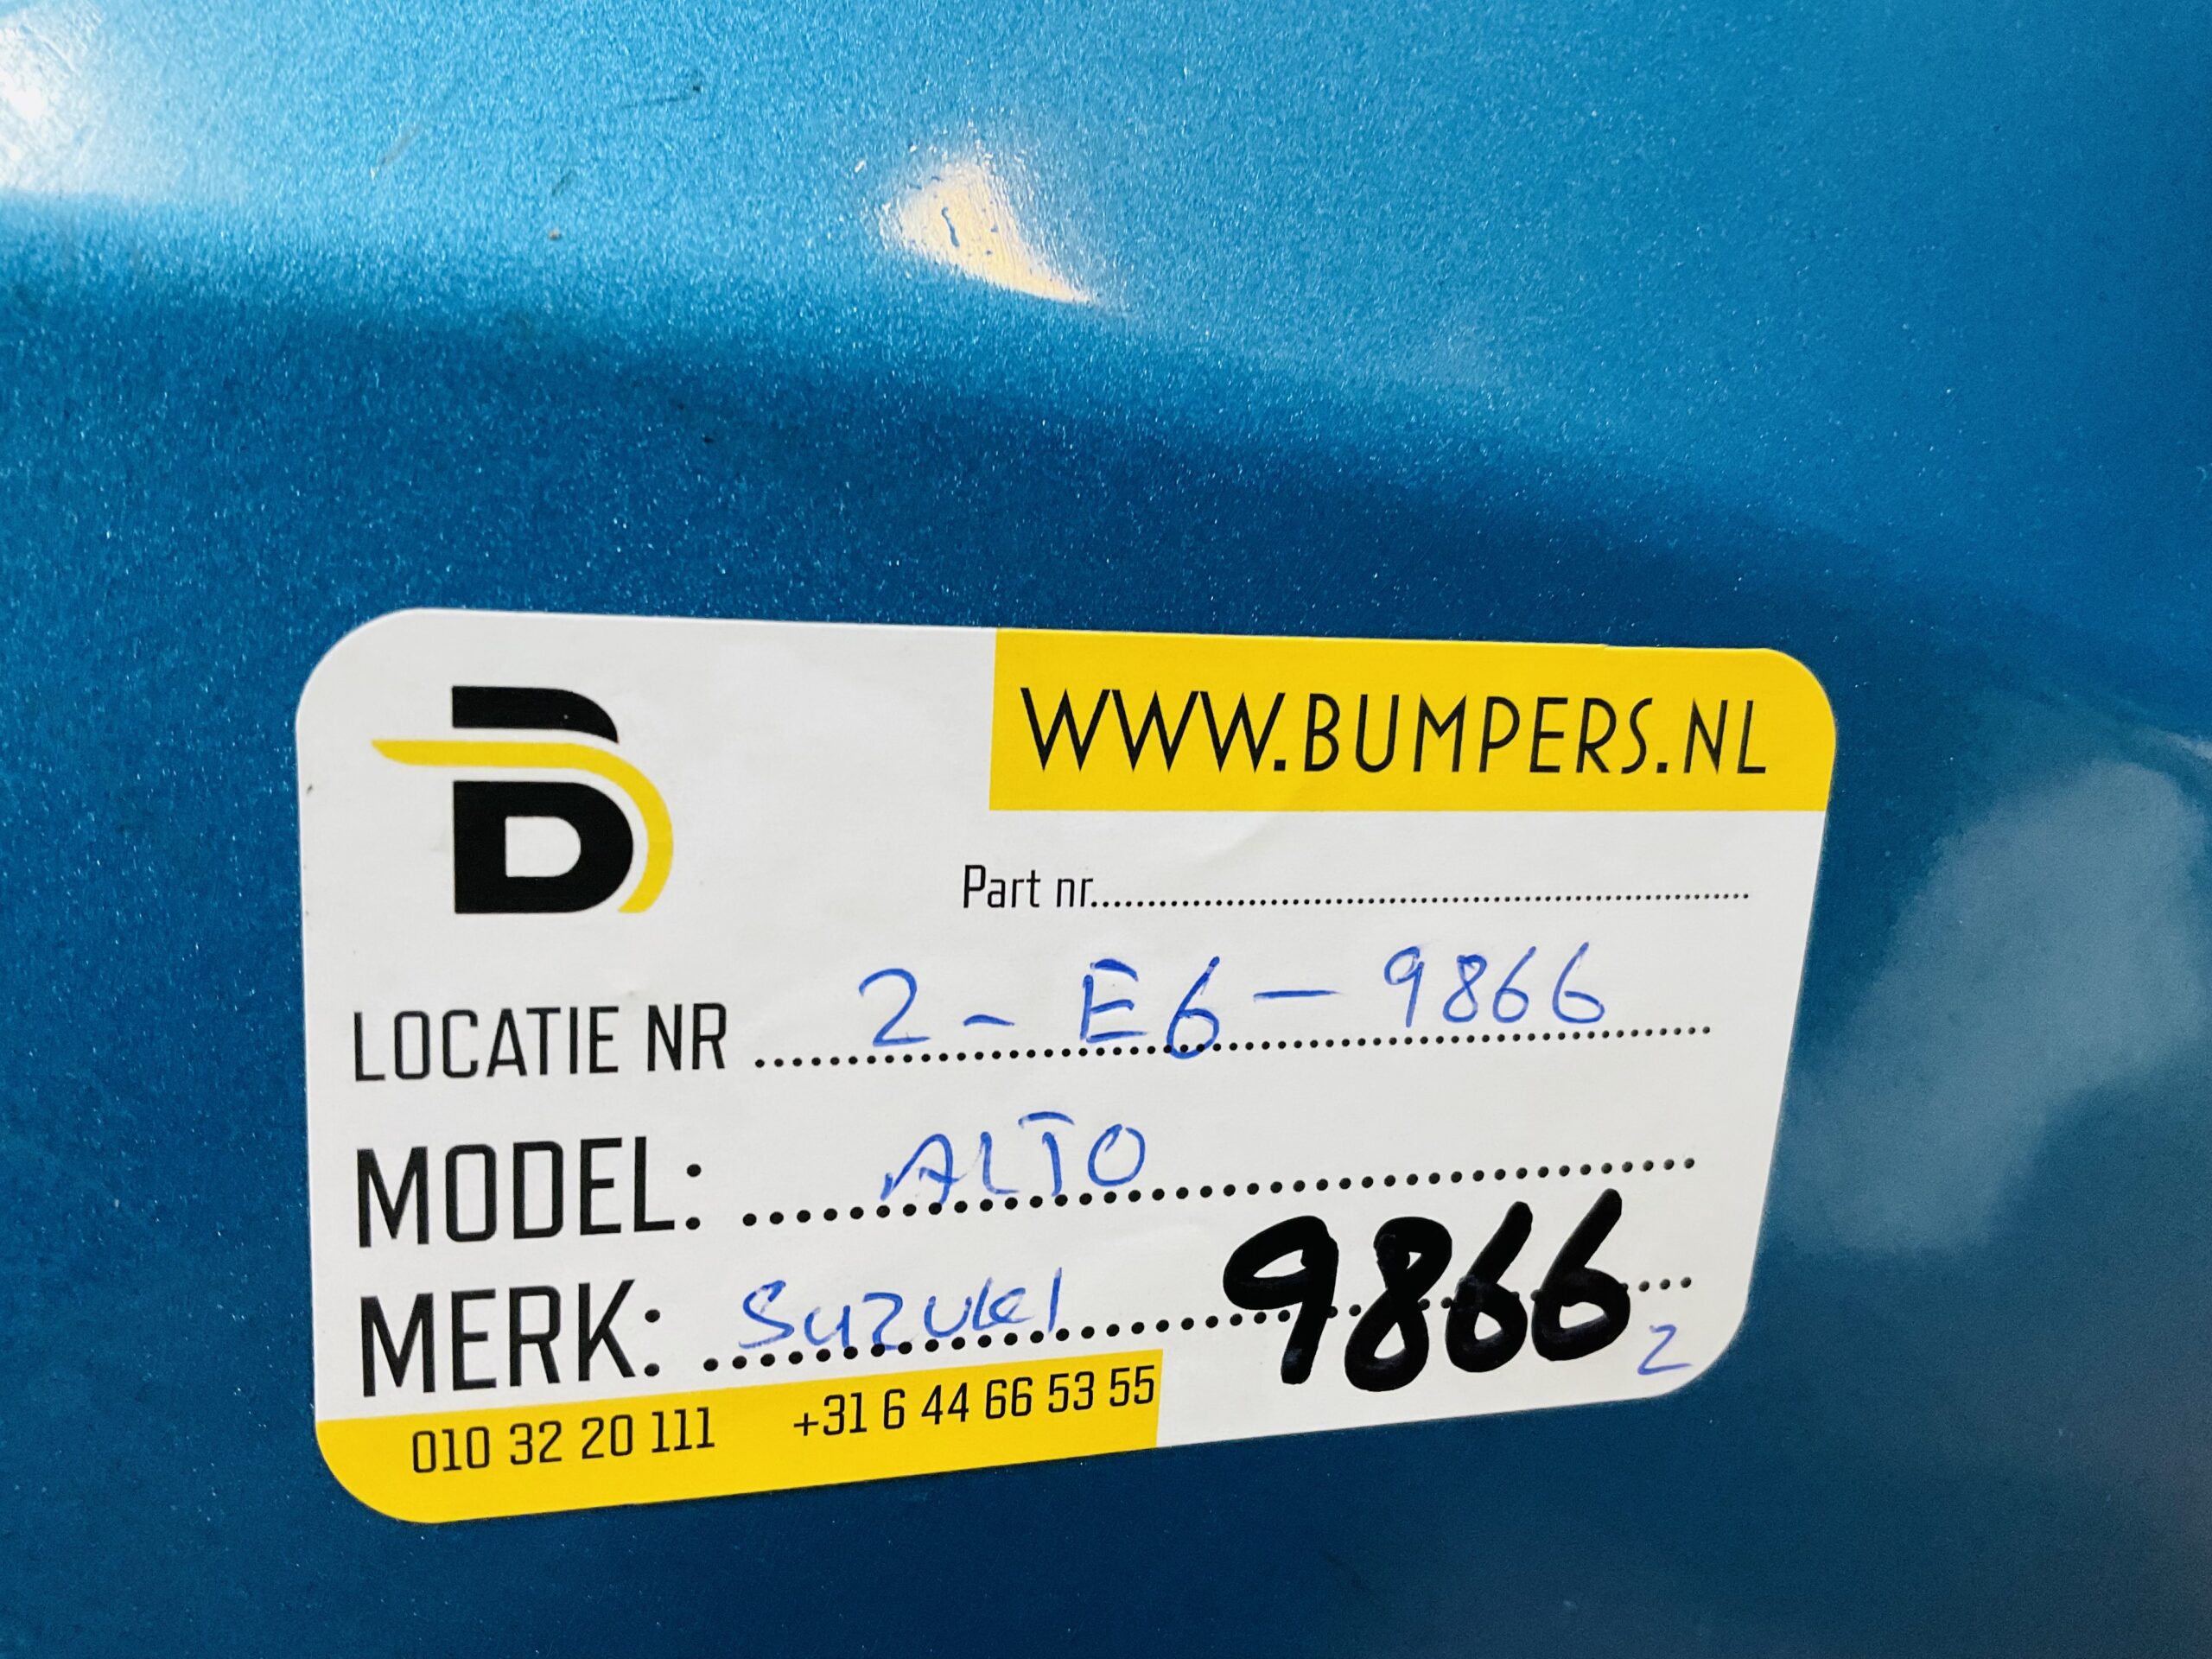 B
WWW.BUMPERS.NL
Part nr...............................................................
LOCATIE NR ............................................................ 2 - E6 - 9866
MODEL: ................................... ALTO
MERK: ................................... Suzuki 9866
2
010 32 20 111 +31 6 44 66 53 55